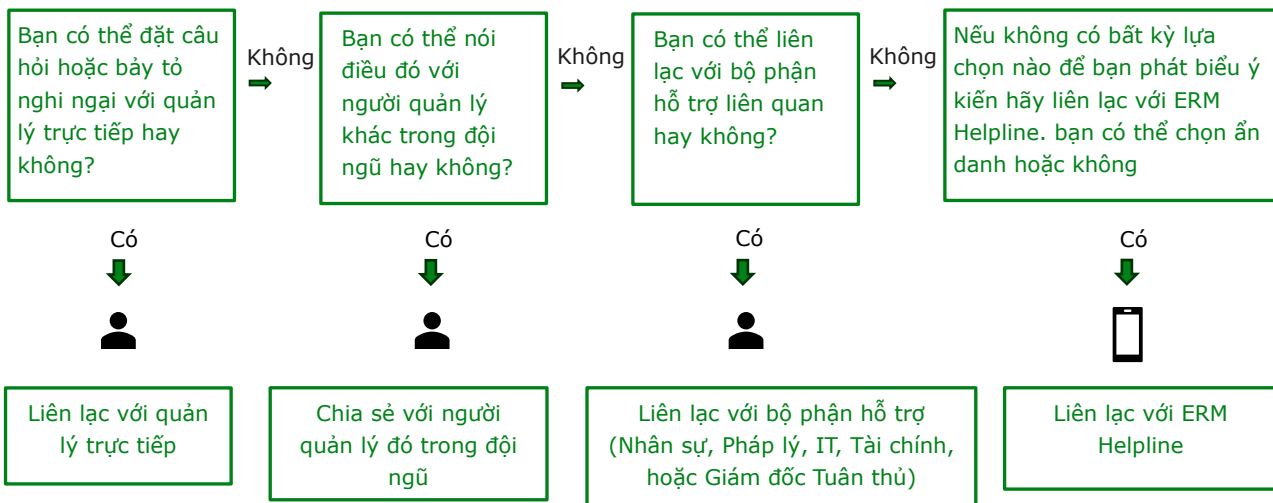 Bạn có thể đặt câu
hỏi hoặc bảy tỏ
nghi ngại với quản
lý trực tiếp hay
không?
Không
Bạn có thể nói
điều đó với
người quản lý
khác trong đội
ngũ hay không?
Không
Bạn có thể liên
lạc với bộ phận
hỗ trợ liên quan
hay không?
Không
Nếu không có bất kỳ lựa
chọn nào để bạn phát biểu ý
kiến hãy liên lạc với ERM
Helpline. bạn có thể chọn ẩn
danh hoặc không
Có
Có
Có
Có
Liên lạc với quản
lý trực tiếp
Chia sẻ với người
quản lý đó trong đội
ngũ
Liên lạc với bộ phận hỗ trợ
(Nhân sự, Pháp lý, IT, Tài chính,
hoặc Giám đốc Tuân thủ)
Liên lạc với ERM
Helpline